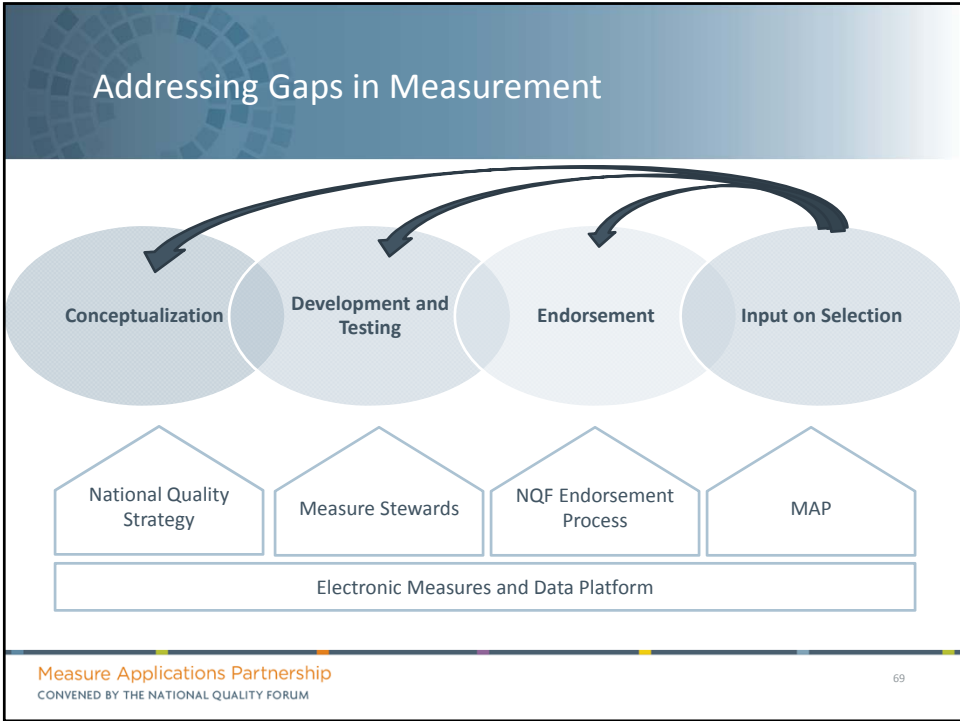 Addressing Gaps in Measurement
Conceptualization
Development and
Testing
Endorsement
Input on Selection
National Quality
Strategy
Measure Stewards
NQF Endorsement
Process
MAP
Electronic Measures and Data Platform
Measure Applications Partnership
CONVENED BY THE NATIONAL QUALITY FORUM
69